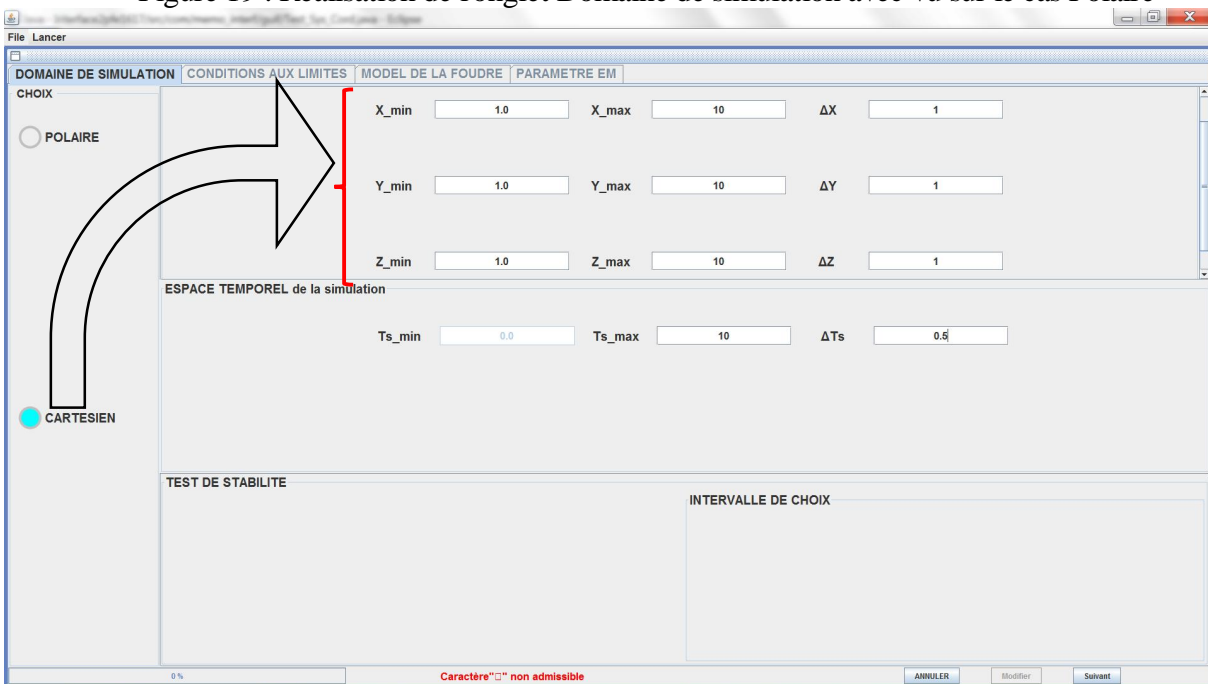 Figure 19 : Réalisation de l'onglet Domaine de simulation avec vu sur le cas Polaire
File Lancer
DOMAINE DE SIMULATION CONDITIONS AUX LIMITES MODEL DE LA FOUDRE PARAMETRE EM
CHOIX
X_min 1.0 X_max 10 ΔX 1
POLAIRE
Y_min 1.0 Y_max 10 ΔY 1
Z_min 1.0 Z_max 10 ΔZ 1
ESPACE TEMPOREL de la simulation
Ts_min 0.0 Ts_max 10 ΔTs 0.5
CARTESIEN
TEST DE STABILITE
INTERVALLE DE CHOIX
0 % Caractère"□" non admissible ANNULER Modifier Suivant